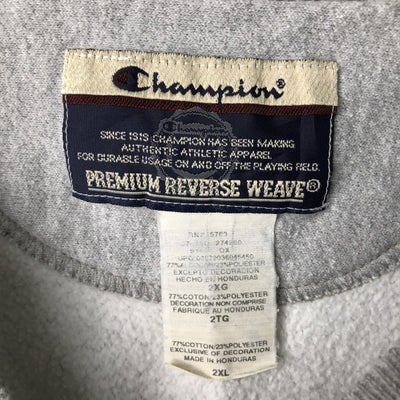 Champion®
SINCE 1919 CHAMPION HAS BEEN MAKING
AUTHENTIC ATHLETIC APPAREL
FOR DURABLE USAGE ON AND OFF THE PLAYING FIELD.
PREMIUM REVERSE WEAVE®
77%COTTON/23%POLYESTER
EXCEPTO DECORACION
HECHO EN HONDURAS
2XG
77%COTTON/23%POLYESTER
DECORATION NON COMPRISE
FABRIQUE AU HONDURAS
2TG
77%COTTON/23%POLYESTER
EXCLUSIVE OF DECORATION
MADE IN HONDURAS
2XL